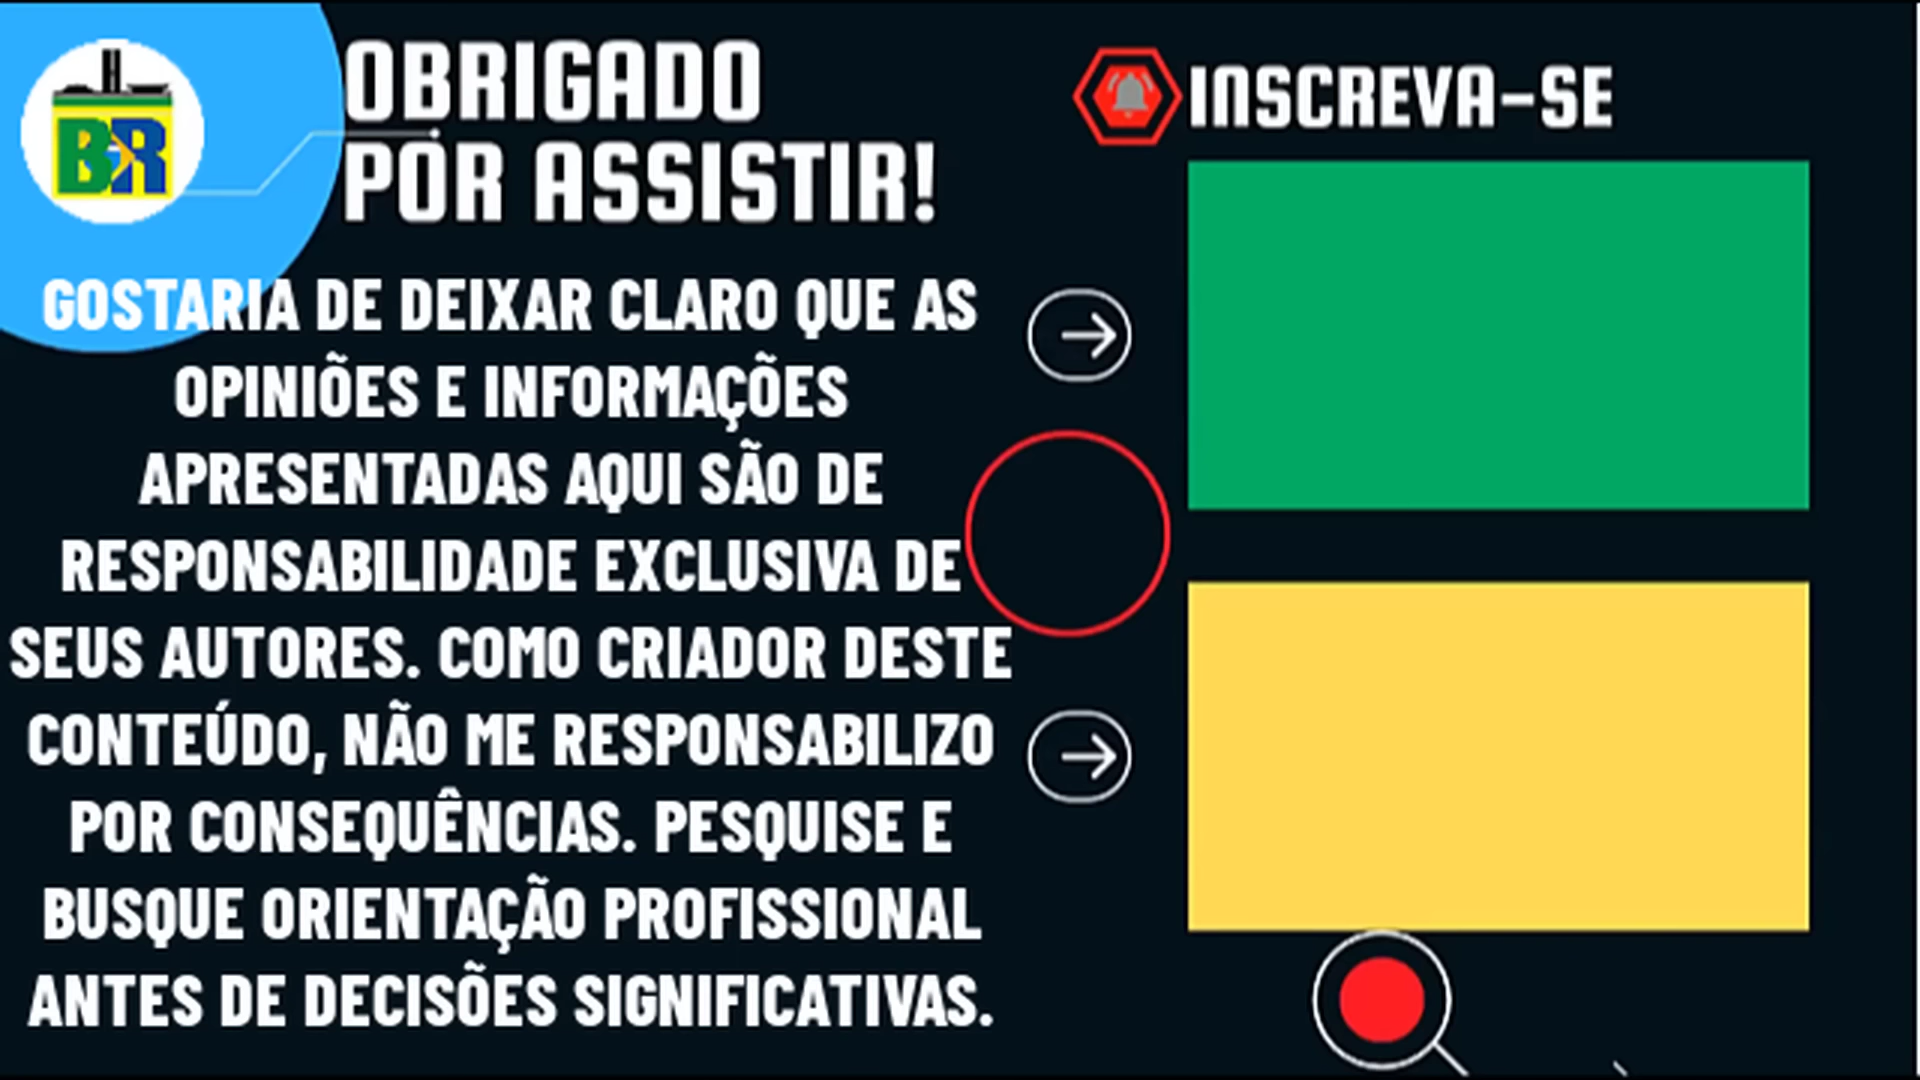 BR
OBRIGADO
POR ASSISTIR!
INSCREVA-SE
GOSTARIA DE DEIXAR CLARO QUE AS
OPINIÕES E INFORMAÇÕES
APRESENTADAS AQUI SÃO DE
RESPONSABILIDADE EXCLUSIVA DE
SEUS AUTORES. COMO CRIADOR DESTE
CONTEÚDO, NÃO ME RESPONSABILIZO
POR CONSEQUÊNCIAS. PESQUISE E
BUSQUE ORIENTAÇÃO PROFISSIONAL
ANTES DE DECISÕES SIGNIFICATIVAS.